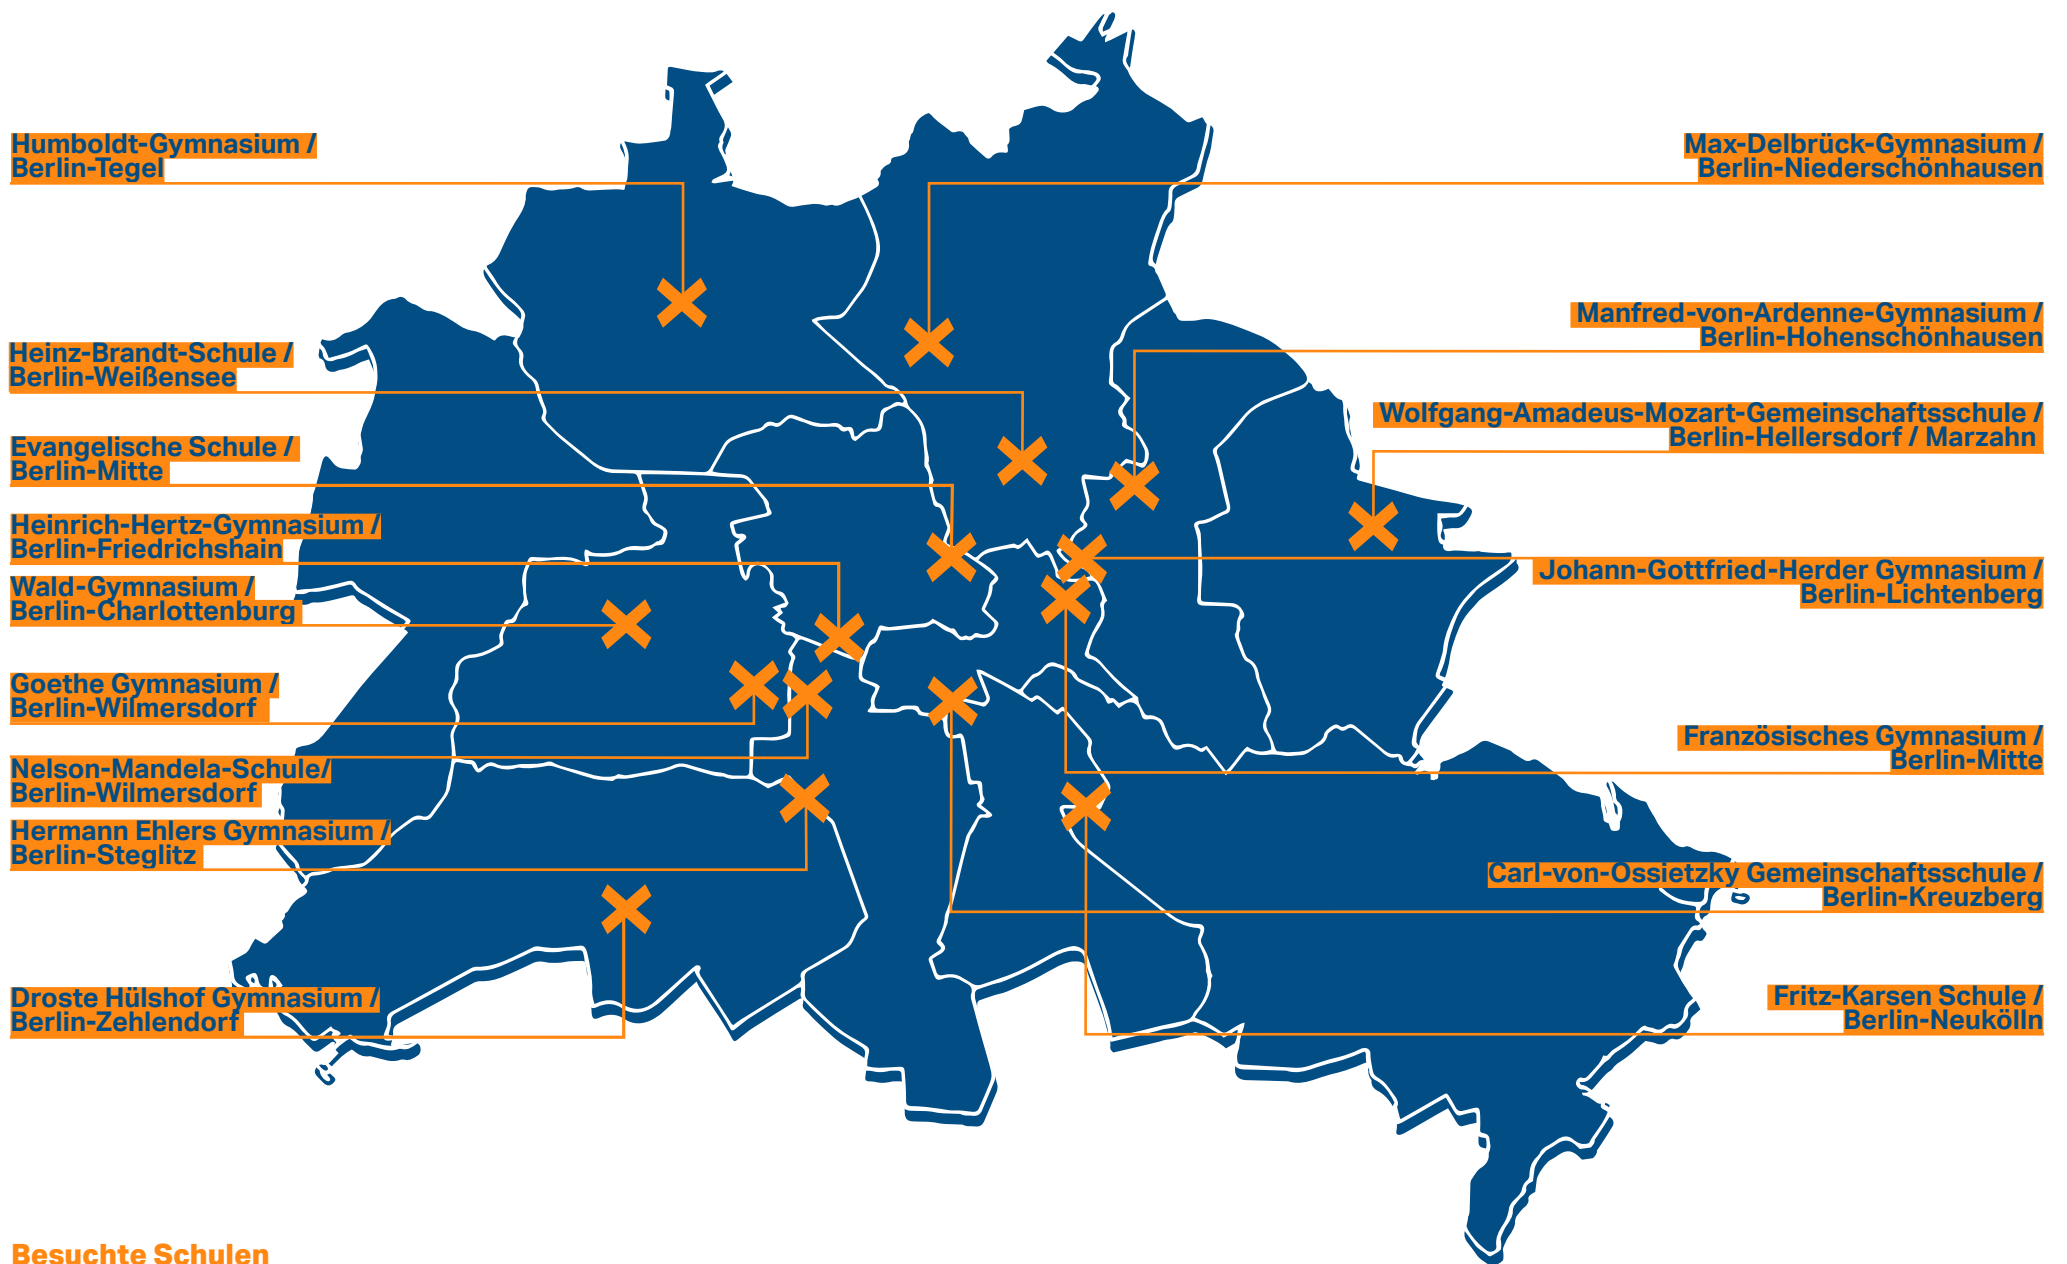 Humboldt-Gymnasium /
Berlin-Tegel
Heinz-Brandt-Schule /
Berlin-Weißensee
Evangelische Schule /
Berlin-Mitte
Heinrich-Hertz-Gymnasium /
Berlin-Friedrichshain
Wald-Gymnasium /
Berlin-Charlottenburg
Goethe Gymnasium /
Berlin-Wilmersdorf
Nelson-Mandela-Schule/
Berlin-Wilmersdorf
Hermann Ehlers Gymnasium /
Berlin-Steglitz
Droste Hülshof Gymnasium /
Berlin-Zehlendorf
Max-Delbrück-Gymnasium /
Berlin-Niederschönhausen
Manfred-von-Ardenne-Gymnasium /
Berlin-Hohenschönhausen
Wolfgang-Amadeus-Mozart-Gemeinschaftsschule /
Berlin-Hellersdorf / Marzahn
Johann-Gottfried-Herder Gymnasium /
Berlin-Lichtenberg
Französisches Gymnasium /
Berlin-Mitte
Carl-von-Ossietzky Gemeinschaftsschule /
Berlin-Kreuzberg
Fritz-Karsen Schule /
Berlin-Neukölln
Besuchte Schulen